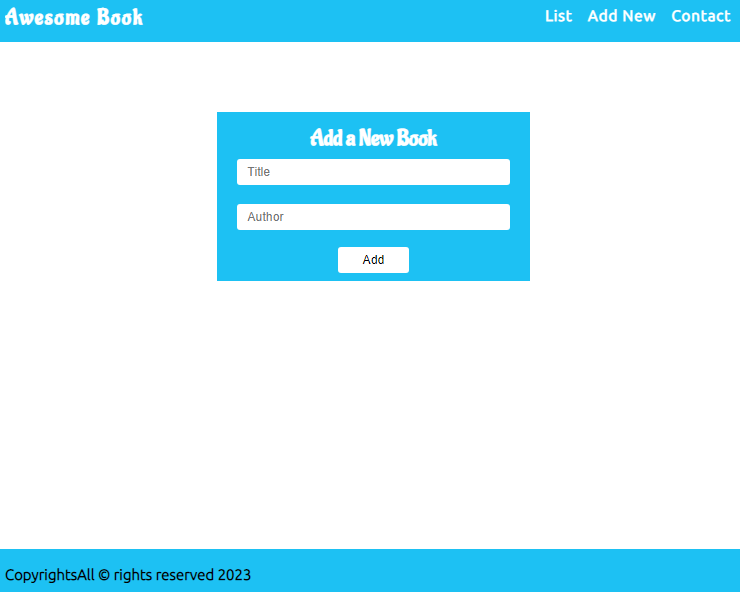 Awesome Book
List Add New Contact
Add a New Book
Title
Author
Add
CopyrightsAll © rights reserved 2023